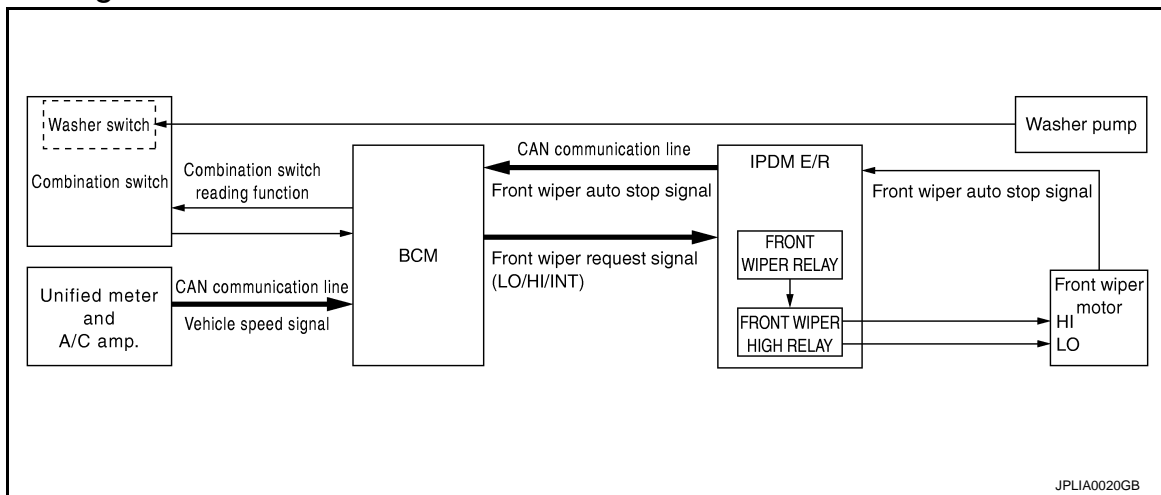 Washer switch
Combination switch
Combination switch
reading function
Unified meter
and
A/C amp.
CAN communication line
Vehicle speed signal
BCM
CAN communication line
Front wiper auto stop signal
Front wiper request signal
(LO/HI/INT)
IPDM E/R
FRONT
WIPER RELAY
FRONT WIPER
HIGH RELAY
Washer pump
Front wiper auto stop signal
Front wiper
motor
HI
LO
JPLIA0020GB